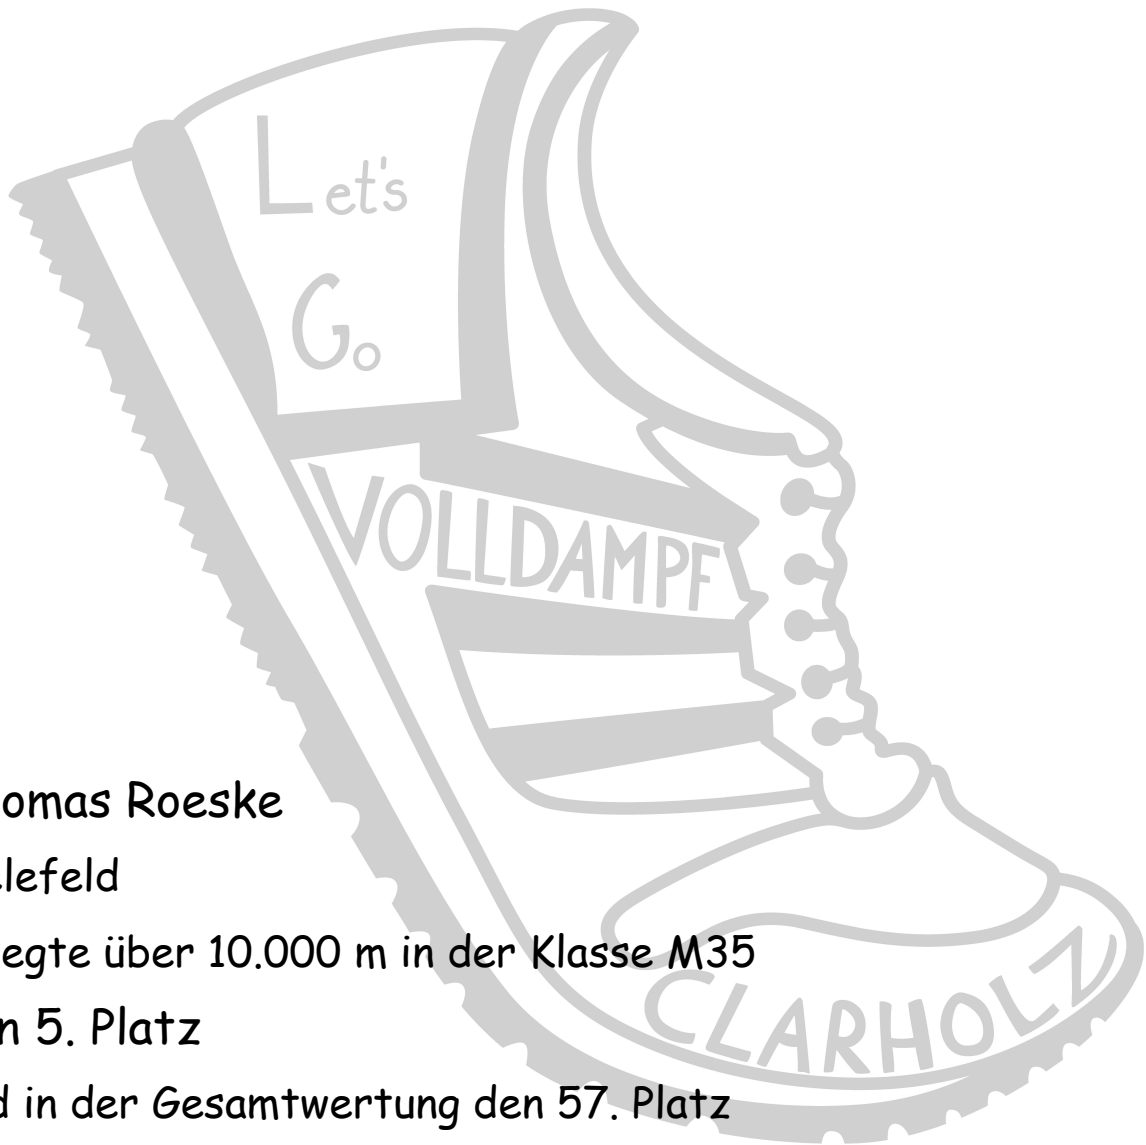 Let's
Go
VOLLDAMPF
omas Roeske
lefeld
egte über 10.000 m in der Klasse M35
n 5. Platz
d in der Gesamtwertung den 57. Platz
CLARHOLZ